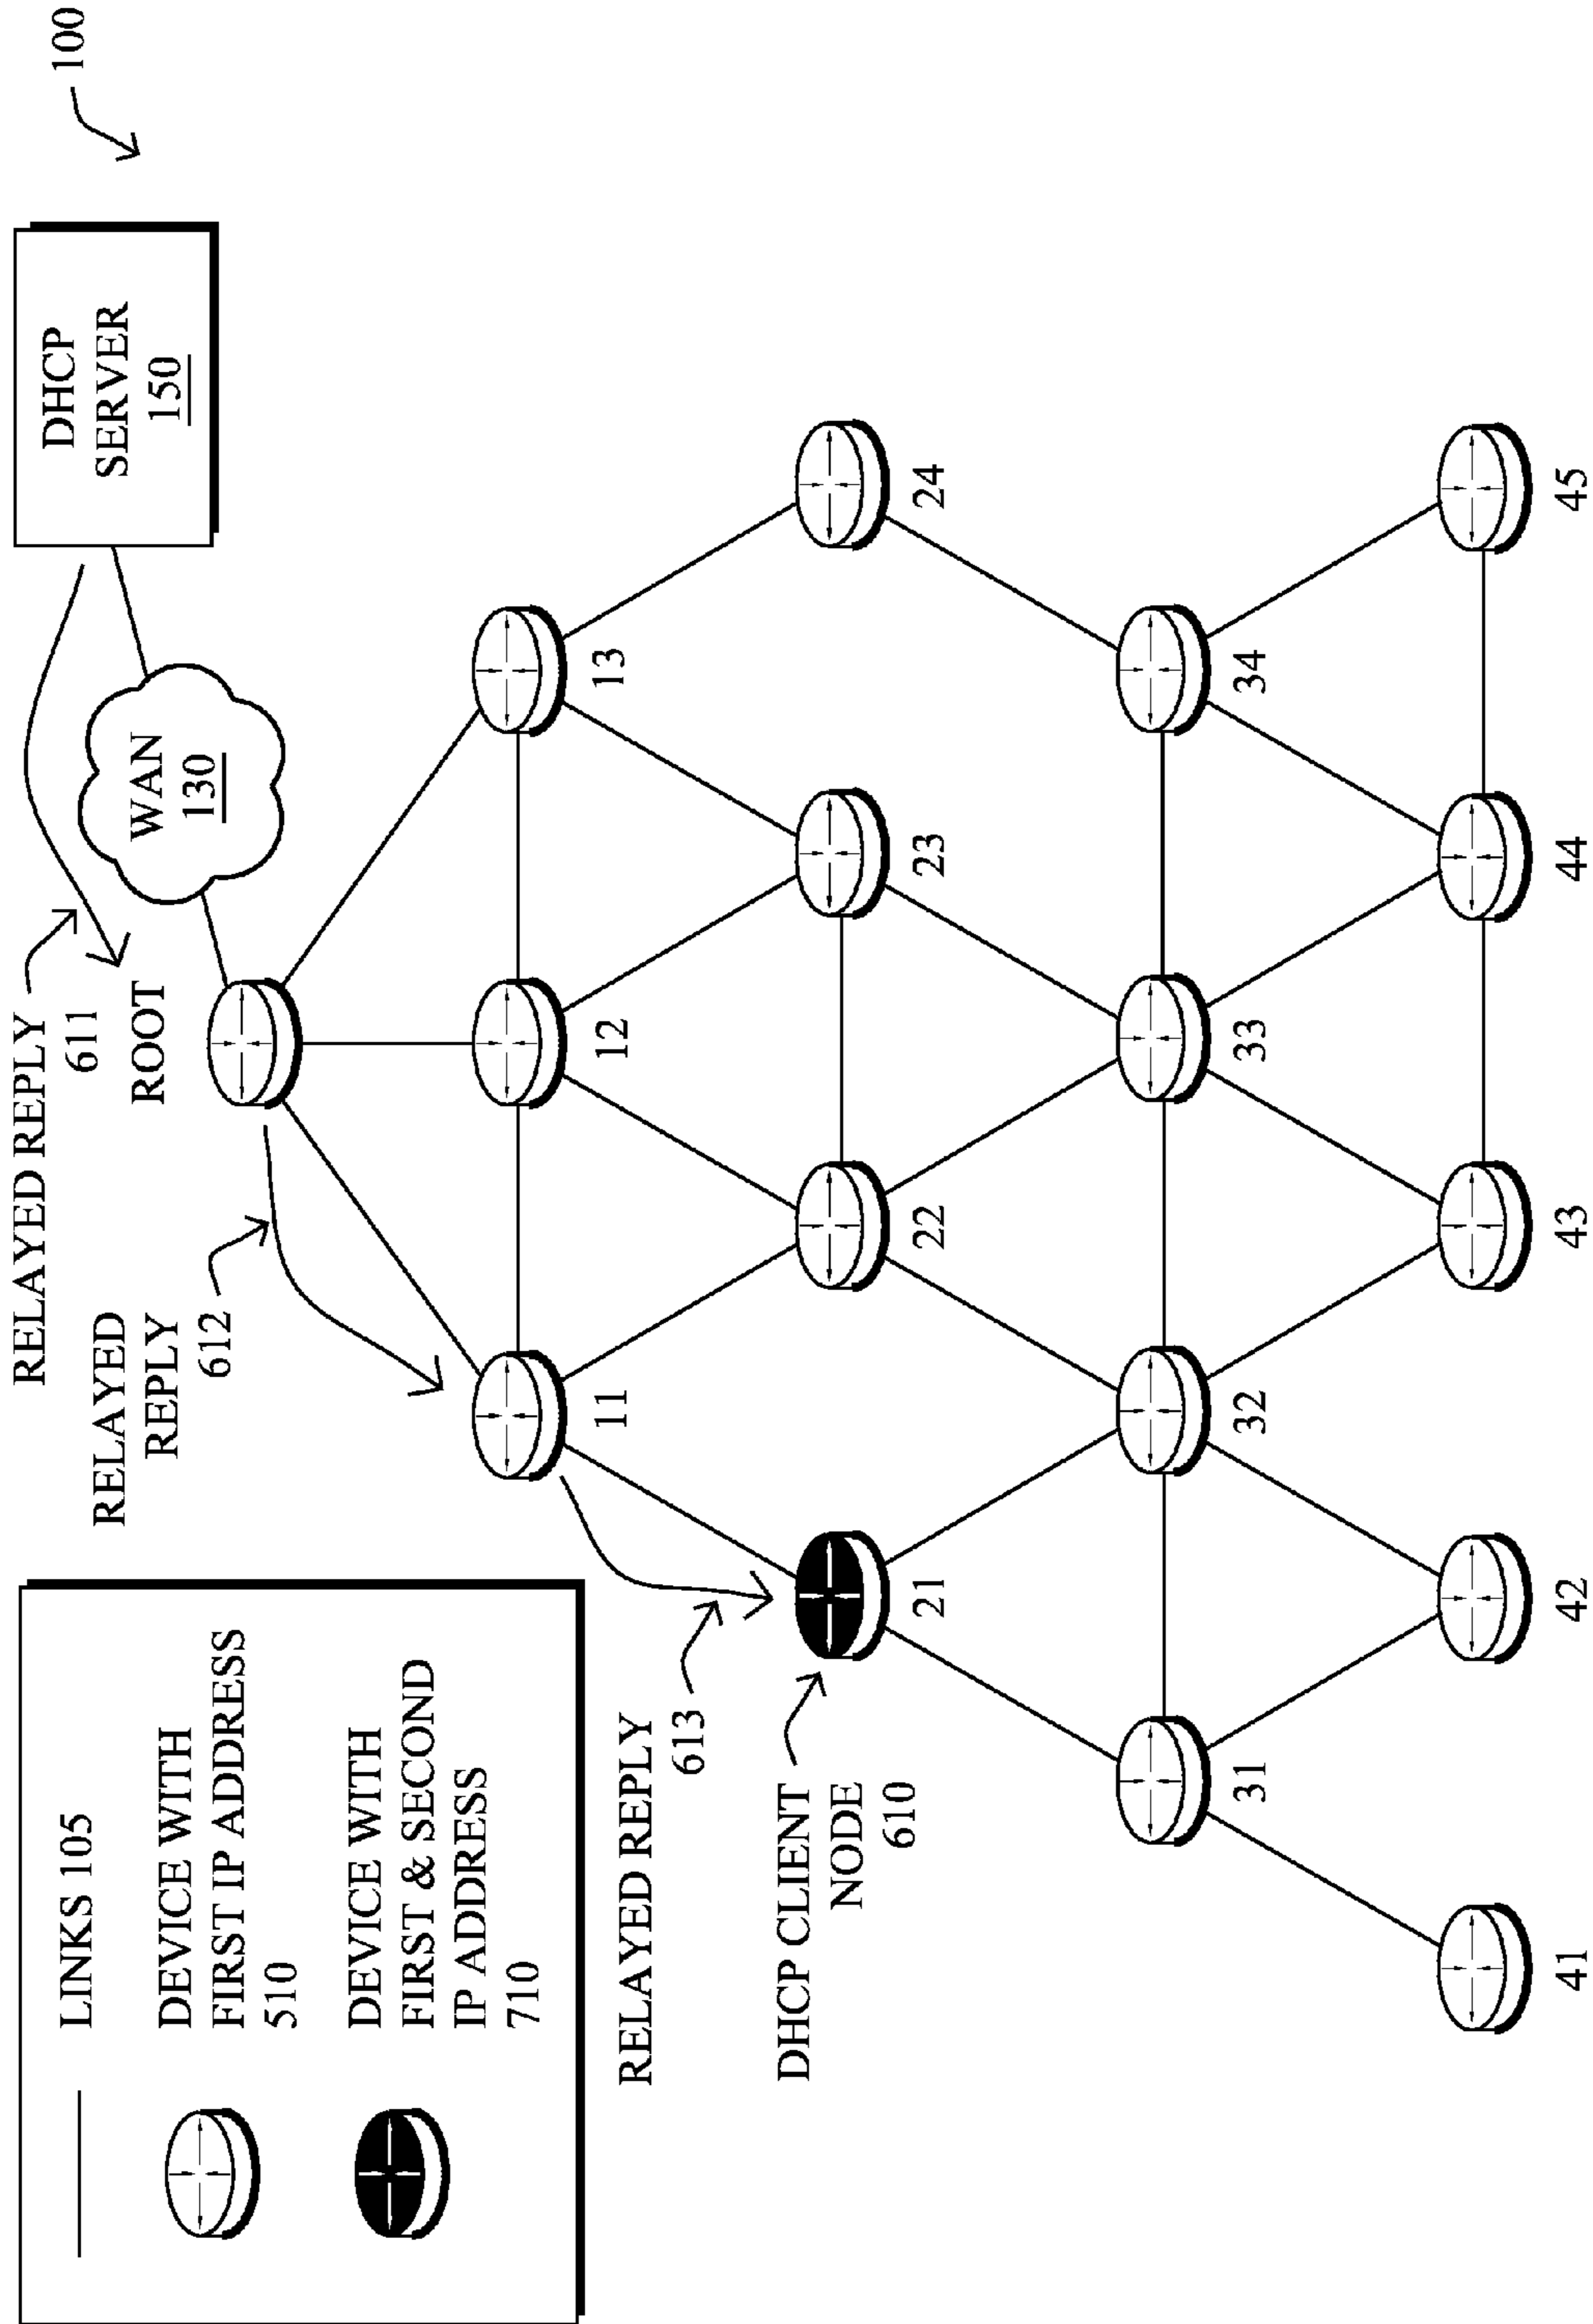 LINKS 105
DEVICE WITH
FIRST IP ADDRESS
510
DEVICE WITH
FIRST & SECOND
IP ADDRESS
710
RELAYED REPLY
611
ROOT
WAN
130
DHCP
SERVER
150
100
RELAYED
REPLY
612
11
12
13
RELAYED REPLY
613
DHCP CLIENT
NODE
610
21
22
23
24
31
32
33
34
41
42
43
44
45